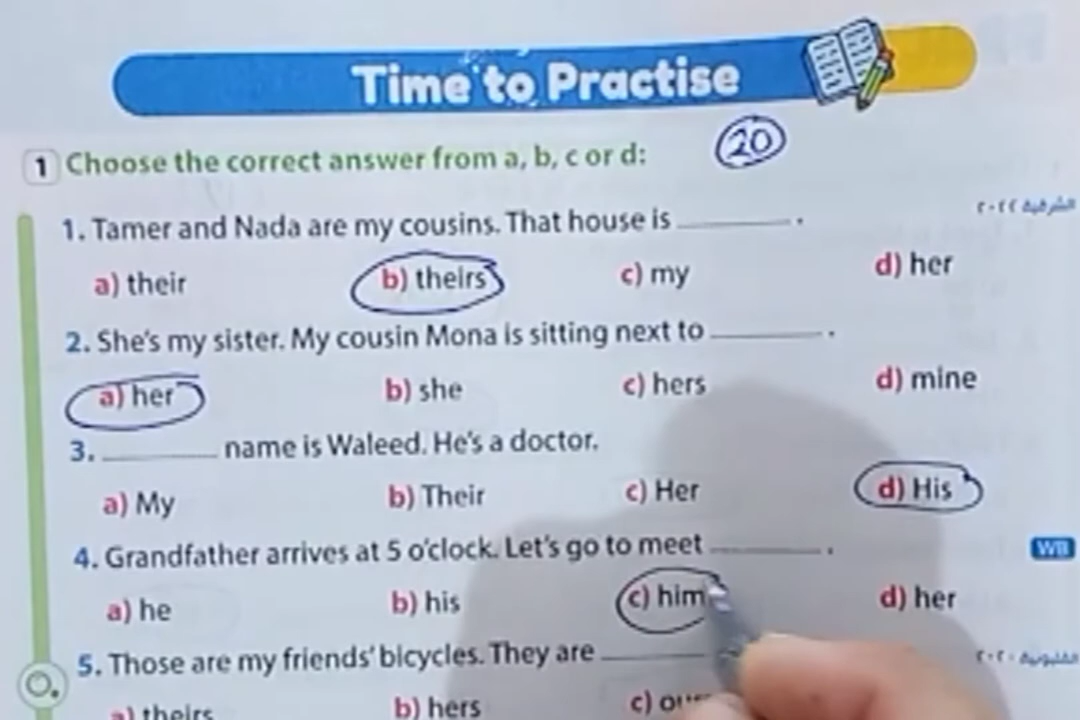 Time to Practise
1 Choose the correct answer from a, b, c or d: 20
1. Tamer and Nada are my cousins. That house is ________. الشرقية ٢٠٢٢
a) their b) theirs c) my d) her
2. She's my sister. My cousin Mona is sitting next to ________.
a) her b) she c) hers d) mine
3. ________ name is Waleed. He's a doctor.
a) My b) Their c) Her d) His
4. Grandfather arrives at 5 o'clock. Let's go to meet ________. WB
a) he b) his c) him d) her
5. Those are my friends' bicycles. They are ________ القليوبية ٢٠٢٠
a) theirs b) hers c)